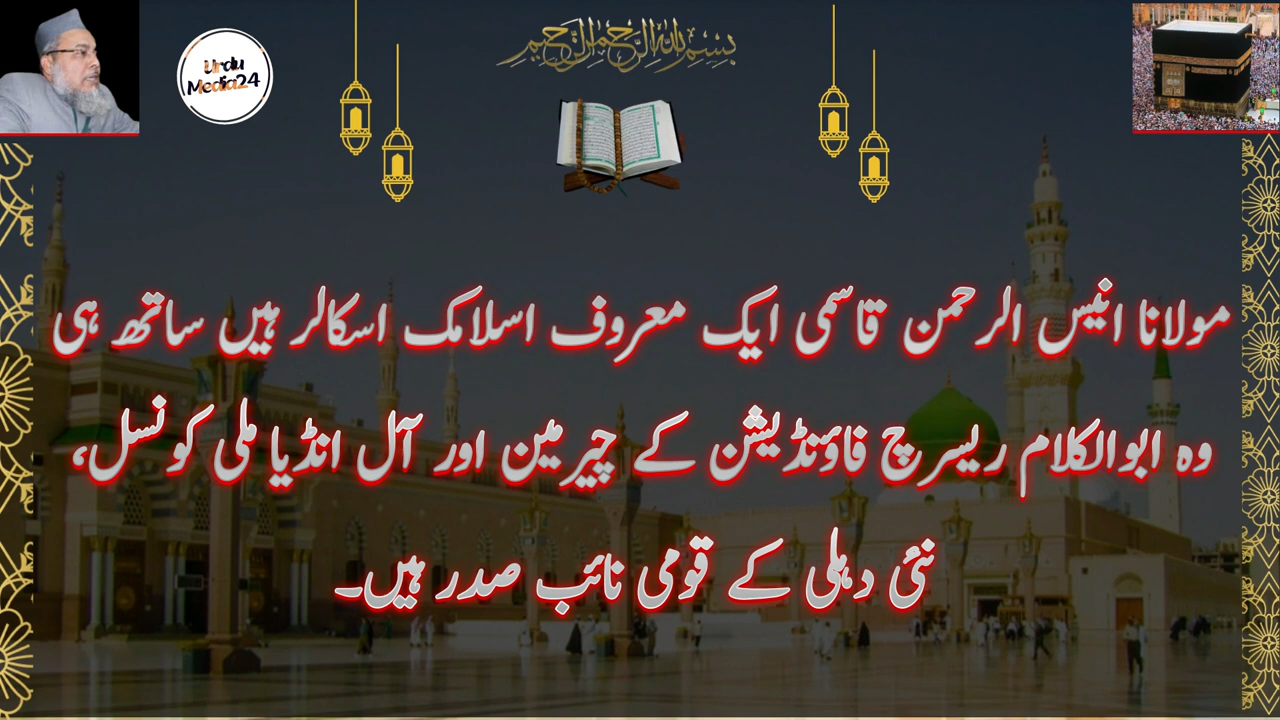 بسم الله الرحمن الرحيم
Urdu
Media24
مولانا انیس الرحمن قاسمی ایک معروف اسلامک اسکالر ہیں ساتھ ہی
وہ ابوالکلام ریسرچ فاؤنڈیشن کے چیرمین اور آل انڈیا ملی کونسل،
نئی دہلی کے قومی نائب صدر ہیں۔